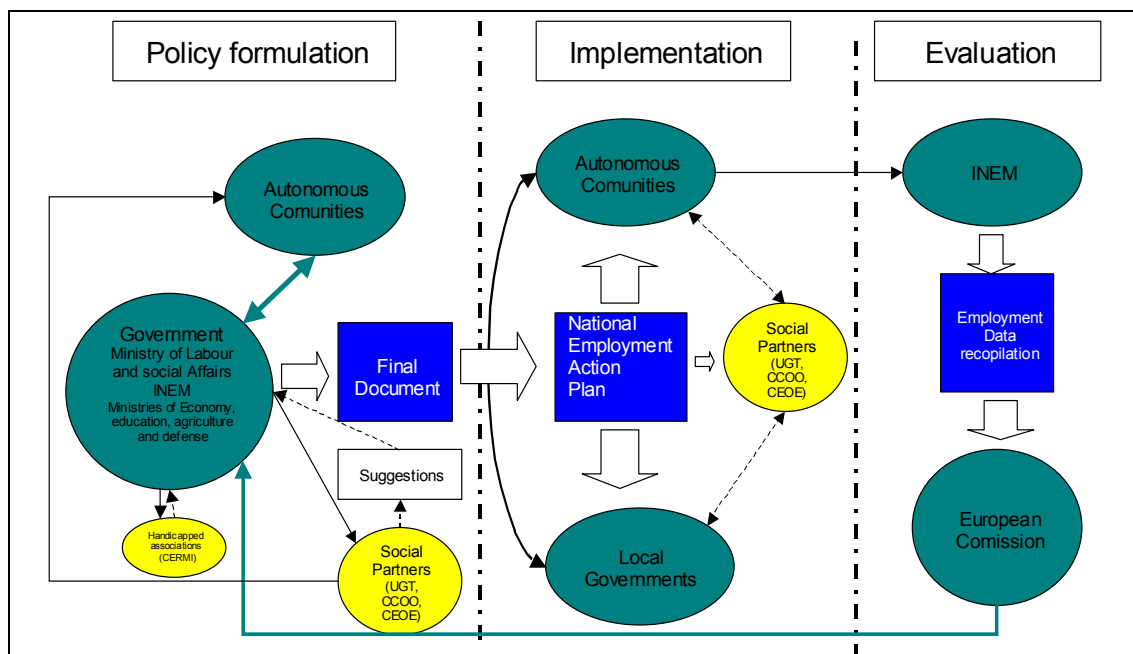 Policy formulation
Implementation
Evaluation
Autonomous
Comunities
Government
Ministry of Labour
and social Affairs
INEM
Ministries of Economy,
education, agriculture
and defense
Final
Document
Suggestions
Handicapped
associations
(CERMI)
Social
Partners
(UGT,
CCOO,
CEOE)
Autonomous
Comunities
National
Employment
Action
Plan
Social
Partners
(UGT,
CCOO,
CEOE)
Local
Governments
INEM
Employment
Data
recopilation
European
Comission